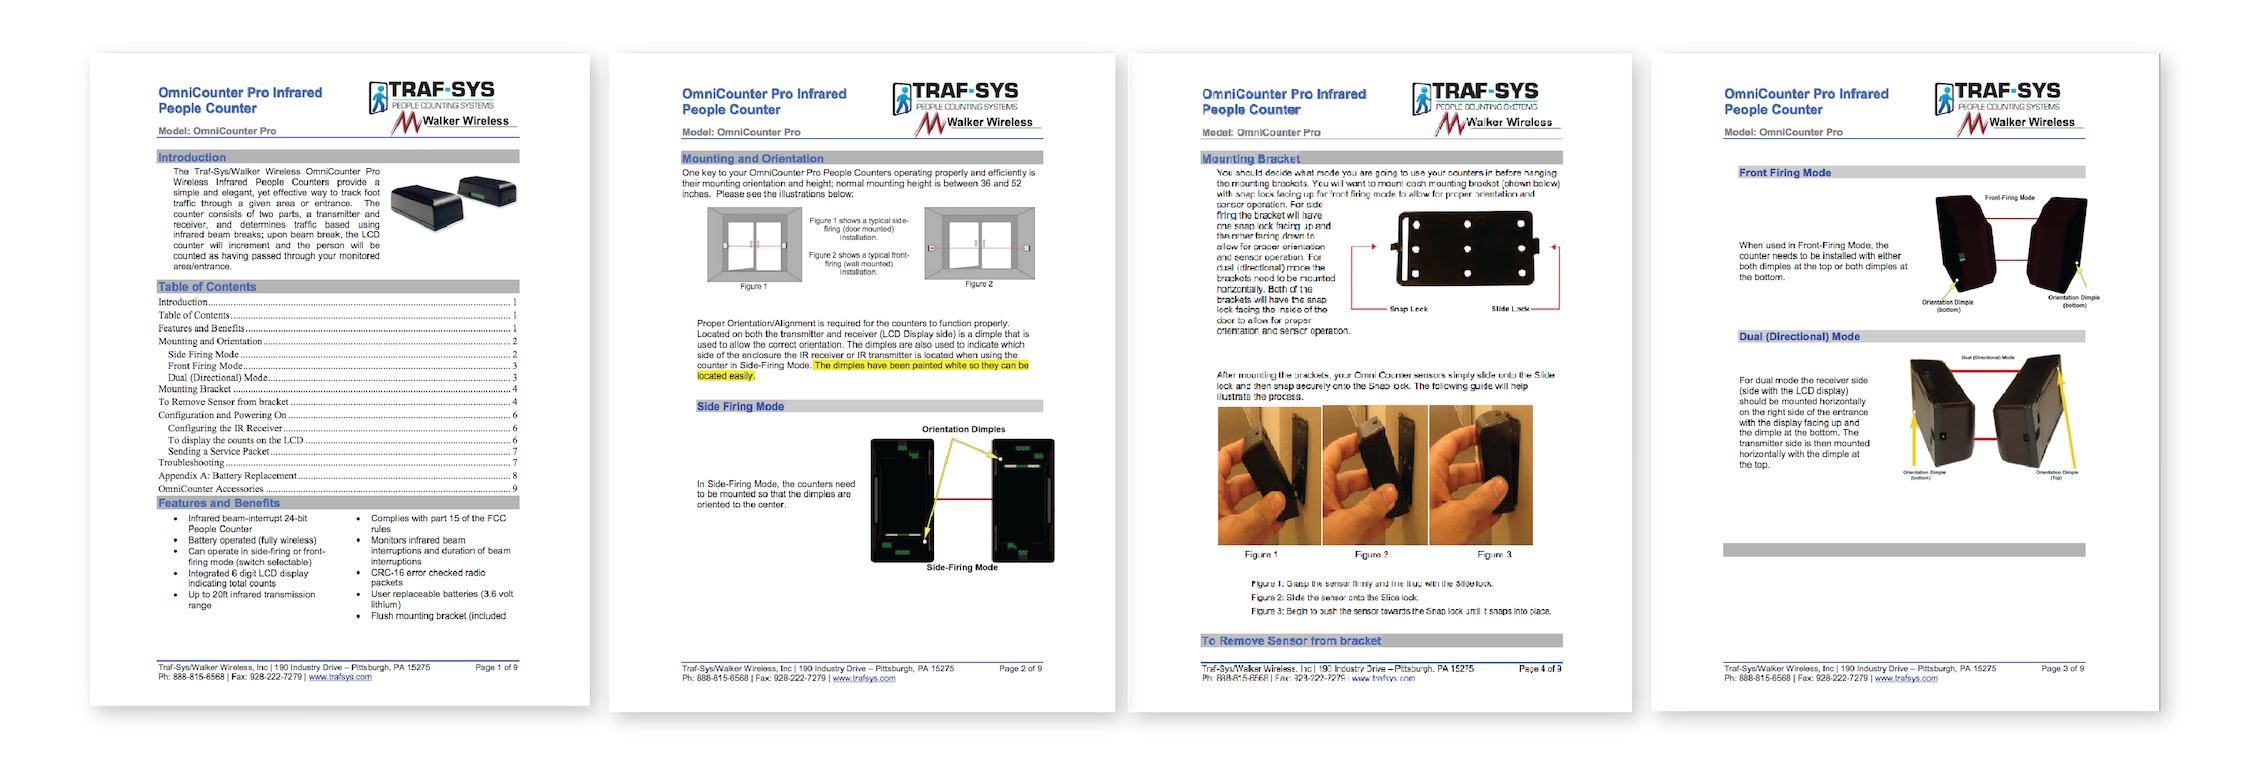 OmniCounter Pro Infrared
People Counter
Model: OmniCounter Pro
TRAF-SYS
PEOPLE COUNTING SYSTEMS
Walker Wireless
Introduction
The Traf-Sys/Walker Wireless OmniCounter Pro
Wireless Infrared People Counters provide a
simple and elegant, yet effective way to track foot
traffic through a given area or entrance. The
counter consists of two parts, a transmitter and
receiver, and determines traffic based using
infrared beam breaks; upon beam break, the LCD
counter will increment and the person will be
counted as having passed through your monitored
area/entrance.
Table of Contents
Introduction 1
Table of Contents 1
Features and Benefits 1
Mounting and Orientation 2
Side Firing Mode 2
Front Firing Mode 3
Dual (Directional) Mode 3
Mounting Bracket 4
To Remove Sensor from bracket 4
Configuration and Powering On 6
Configuring the IR Receiver 6
To display the counts on the LCD 6
Sending a Service Packet 7
Troubleshooting 7
Appendix A: Battery Replacement 8
OmniCounter Accessories 9
Features and Benefits
• Infrared beam-interrupt 24-bit
People Counter
• Battery operated (fully wireless)
• Can operate in side-firing or front-
firing mode (switch selectable)
• Integrated 6 digit LCD display
indicating total counts
• Up to 20ft infrared transmission
range
• Complies with part 15 of the FCC
rules
• Monitors infrared beam
interruptions and duration of beam
interruptions
• CRC-16 error checked radio
packets
• User replaceable batteries (3.6 volt
lithium)
• Flush mounting bracket (included
Traf-Sys/Walker Wireless, Inc | 190 Industry Drive – Pittsburgh, PA 15275 Page 1 of 9
Ph: 888-815-6568 | Fax: 928-222-7279 | www.trafsys.com
OmniCounter Pro Infrared
People Counter
Model: OmniCounter Pro
TRAF-SYS
PEOPLE COUNTING SYSTEMS
Walker Wireless
Mounting and Orientation
One key to your OmniCounter Pro People Counters operating properly and efficiently is
their mounting orientation and height; normal mounting height is between 36 and 52
inches. Please see the illustrations below:
Figure 1 shows a typical side-
firing (door mounted)
installation.
Figure 2 shows a typical front-
firing (wall mounted)
installation.
Figure 1
Figure 2
Proper Orientation/Alignment is required for the counters to function properly.
Located on both the transmitter and receiver (LCD Display side) is a dimple that is
used to allow the correct orientation. The dimples are also used to indicate which
side of the enclosure the IR receiver or IR transmitter is located when using the
counter in Side-Firing Mode. The dimples have been painted white so they can be
located easily.
Side Firing Mode
Orientation Dimples
In Side-Firing Mode, the counters need
to be mounted so that the dimples are
oriented to the center.
Side-Firing Mode
Traf-Sys/Walker Wireless, Inc | 190 Industry Drive – Pittsburgh, PA 15275 Page 2 of 9
Ph: 888-815-6568 | Fax: 928-222-7279 | www.trafsys.com
OmniCounter Pro Infrared
People Counter
Model: OmniCounter Pro
TRAF-SYS
PEOPLE COUNTING SYSTEMS
Walker Wireless
Mounting Bracket
You should decide what mode you are going to use your counters in before hanging
the mounting brackets. You will want to mount each mounting bracket (shown below)
with snap lock facing up for front firing mode to allow for proper orientation and
sensor operation. For side
firing the bracket will have
one snap lock facing up and
the other facing down to
allow for proper orientation
and sensor operation. For
dual (directional) mode the
brackets need to be mounted
horizontally. Both of the
brackets will have the snap
lock facing the inside of the
door to allow for proper
orientation and sensor operation.
Snap Lock
Slide Lock
After mounting the brackets, your Omni Counter sensors simply slide onto the Slide
lock and then snap securely onto the Snap lock. The following guide will help
illustrate the process.
Figure 1
Figure 2
Figure 3
Figure 1: Grasp the sensor firmly and line it up with the Slide lock.
Figure 2: Slide the sensor onto the Slice lock.
Figure 3: Begin to push the sensor towards the Snap lock until it snaps into place.
To Remove Sensor from bracket
Traf-Sys/Walker Wireless, Inc | 190 Industry Drive – Pittsburgh, PA 15275 Page 4 of 9
Ph: 888-815-6568 | Fax: 928-222-7279 | www.trafsys.com
OmniCounter Pro Infrared
People Counter
Model: OmniCounter Pro
TRAF-SYS
PEOPLE COUNTING SYSTEMS
Walker Wireless
Front Firing Mode
Front-Firing Mode
When used in Front-Firing Mode, the
counter needs to be installed with either
both dimples at the top or both dimples at
the bottom.
Orientation Dimple
(bottom)
Orientation Dimple
(bottom)
Dual (Directional) Mode
Dual (Directional) Mode
For dual mode the receiver side
(side with the LCD display)
should be mounted horizontally
on the right side of the entrance
with the display facing up and
the dimple at the bottom. The
transmitter side is then mounted
horizontally with the dimple at
the top.
Orientation Dimple
(bottom)
Orientation Dimple
(Top)
Traf-Sys/Walker Wireless, Inc | 190 Industry Drive – Pittsburgh, PA 15275 Page 3 of 9
Ph: 888-815-6568 | Fax: 928-222-7279 | www.trafsys.com